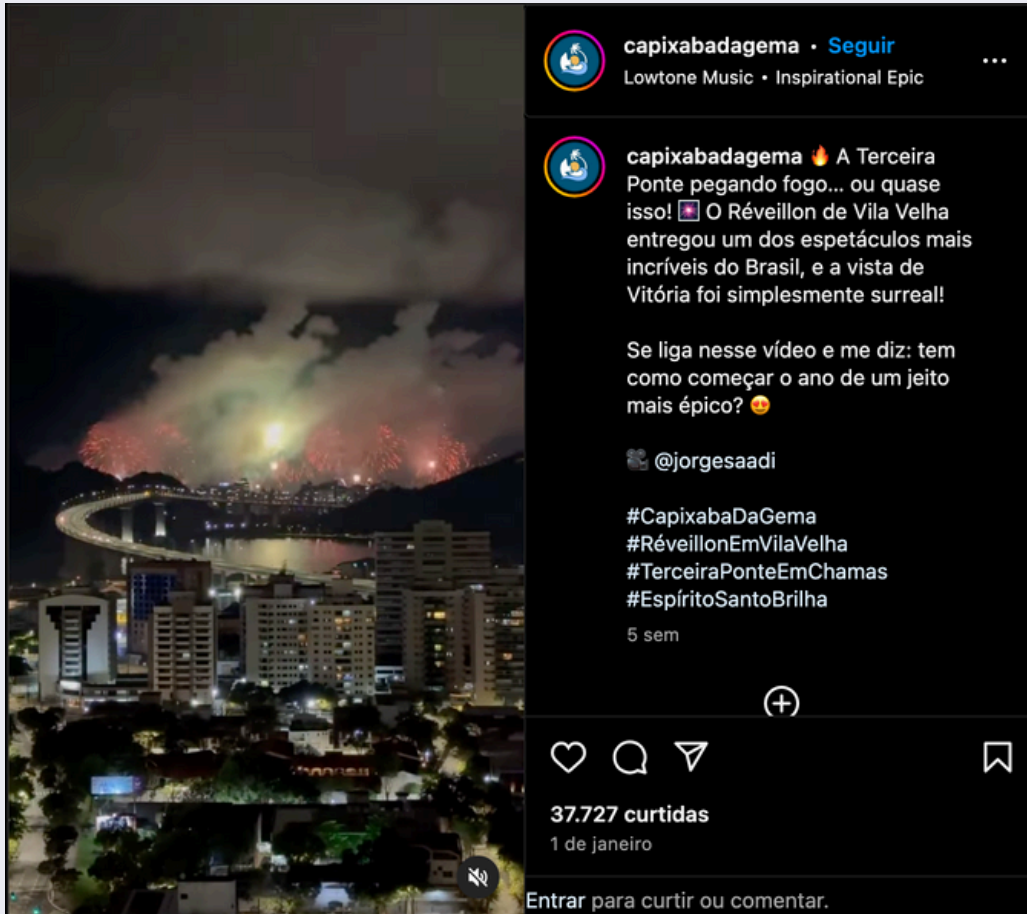 capixabadagema • Seguir
Lowtone Music • Inspirational Epic
capixabadagema 🔥 A Terceira
Ponte pegando fogo... ou quase
isso! 🎆 O Réveillon de Vila Velha
entregou um dos espetáculos mais
incríveis do Brasil, e a vista de
Vitória foi simplesmente surreal!
Se liga nesse vídeo e me diz: tem
como começar o ano de um jeito
mais épico? 😍
🎥 @jorgesaadi
#CapixabaDaGema
#RéveillonEmVilaVelha
#TerceiraPonteEmChamas
#EspíritoSantoBrilha
5 sem
37.727 curtidas
1 de janeiro
Entrar para curtir ou comentar.